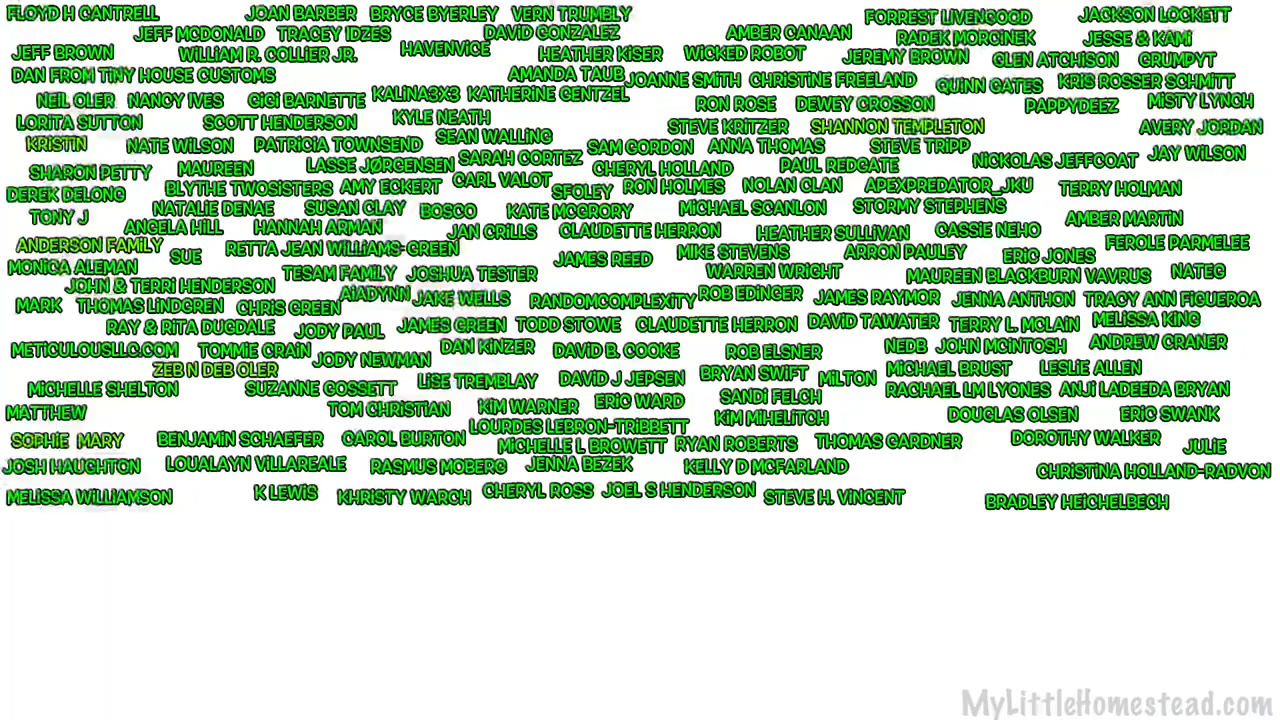 FLOYD H CANTRELL JOAN BARBER BRYCE BYERLEY VERN TRUMBLY FORREST LIVENGOOD JACKSON LOCKETT
JEFF MCDONALD TRACEY IDZES DAVID GONZALEZ AMBER CANAAN RADEK MORCINEK JESSE & KAMI
JEFF BROWN WILLIAM R. COLLIER JR. HAVENVICE HEATHER KISER WICKED ROBOT JEREMY BROWN GLEN ATCHISON GRUMPYT
DAN FROM TINY HOUSE CUSTOMS AMANDA TAUB JOANNE SMITH CHRISTINE FREELAND QUINN GATES KRIS ROSSER SCHMITT
NEIL OLER NANCY IVES GIGI BARNETTE KALINA3X3 KATHERINE GENTZEL RON ROSE DEWEY CROSSON PAPPYDEEZ MISTY LYNCH
LORITA SUTTON SCOTT HENDERSON KYLE NEATH STEVE KRITZER SHANNON TEMPLETON AVERY JORDAN
KRISTIN NATE WILSON PATRICIA TOWNSEND SEAN WALLING SAM GORDON ANNA THOMAS STEVE TRIPP
SHARON PETTY MAUREEN LASSE JØRGENSEN SARAH CORTEZ CHERYL HOLLAND PAUL REDGATE NICKOLAS JEFFCOAT JAY WILSON
DEREK DELONG BLYTHE TWOSISTERS AMY ECKERT CARL VALOT SFOLEY RON HOLMES NOLAN CLAN APEXPREDATOR_JKU TERRY HOLMAN
TONY J NATALIE DENAE SUSAN CLAY BOSCO KATE MCGRORY MICHAEL SCANLON STORMY STEPHENS AMBER MARTIN
ANGELA HILL HANNAH ARMAN JAN CRILLS CLAUDETTE HERRON HEATHER SULLIVAN CASSIE NEHO
ANDERSON FAMILY SUE RETTA JEAN WILLIAMS-GREEN JAMES REED MIKE STEVENS ARRON PAULEY ERIC JONES FEROLE PARMELEE
MONICA ALEMAN TESAM FAMILY JOSHUA TESTER WARREN WRIGHT MAUREEN BLACKBURN VAVRUS NATEG
JOHN & TERRI HENDERSON AIADYNN JAKE WELLS RANDOMCOMPLEXITY ROB EDINGER JAMES RAYMOR JENNA ANTHON TRACY ANN FIGUEROA
MARK THOMAS LINDGREN CHRIS GREEN
RAY & RITA DUGDALE JODY PAUL JAMES GREEN TODD STOWE CLAUDETTE HERRON DAVID TAWATER TERRY L. MCLAIN MELISSA KING
METICULOUSLLC.COM TOMMIE CRAIN DAN KINZER DAVID B. COOKE ROB ELSNER NEDB JOHN MCINTOSH ANDREW CRANER
ZEB N DEB OLER JODY NEWMAN BRYAN SWIFT MILTON MICHAEL BRUST LESLIE ALLEN
MICHELLE SHELTON SUZANNE GOSSETT LISE TREMBLAY DAVID J JEPSEN SANDI FELCH RACHAEL LM LYONES ANJI LADEEDA BRYAN
MATTHEW TOM CHRISTIAN KIM WARNER ERIC WARD KIM MIHELITCH DOUGLAS OLSEN ERIC SWANK
SOPHIE MARY BENJAMIN SCHAEFER CAROL BURTON LOURDES LEBRON-TRIBBETT
MICHELLE L BROWETT RYAN ROBERTS THOMAS GARDNER DOROTHY WALKER JULIE
JOSH HAUGHTON LOUALAYN VILLAREALE RASMUS MOBERG JENNA BEZEK KELLY D MCFARLAND CHRISTINA HOLLAND-RADVON
MELISSA WILLIAMSON K LEWIS KHRISTY WARCH CHERYL ROSS JOEL S HENDERSON STEVE H. VINCENT BRADLEY HEICHELBECH
MyLittleHomestead.com